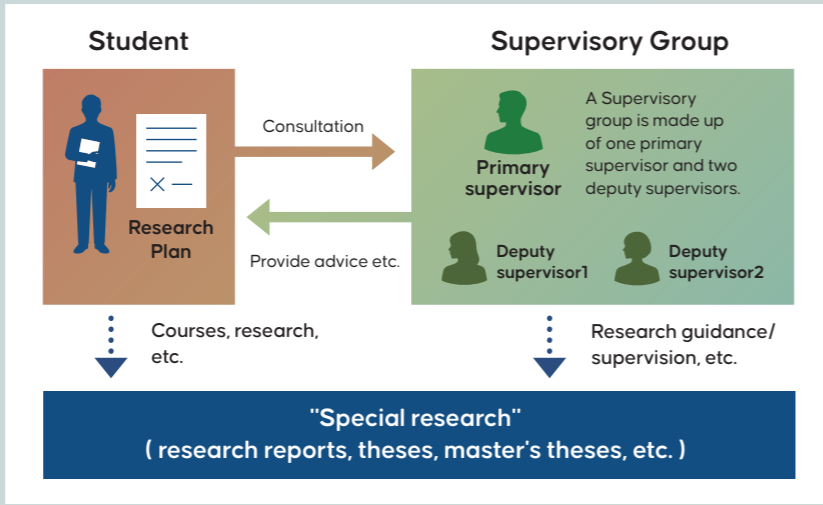 Student
Supervisory Group
Research
Plan
Consultation
Provide advice etc.
Primary
supervisor
A Supervisory
group is made up
of one primary
supervisor and two
deputy supervisors.
Deputy
supervisor1
Deputy
supervisor2
Courses, research,
etc.
Research guidance/
supervision, etc.
"Special research"
( research reports, theses, master's theses, etc. )